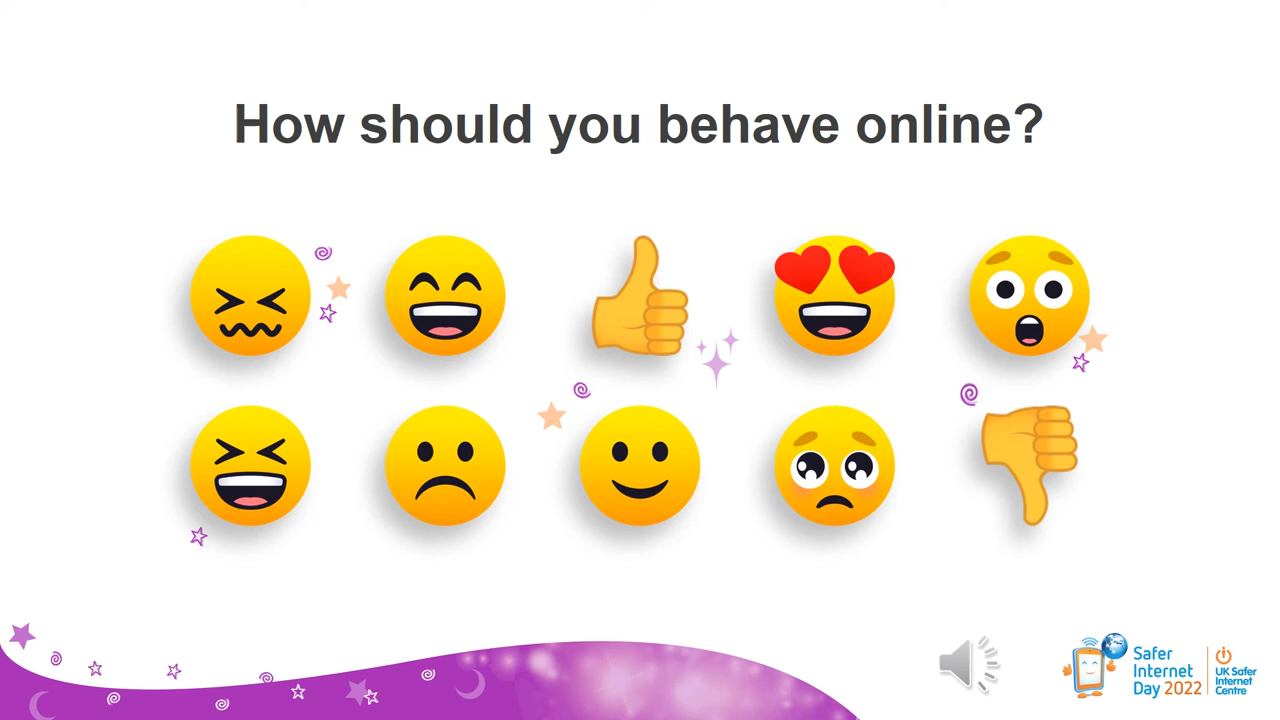 How should you behave online?
Safer
Internet
Day 2022
UK Safer
Internet
Centre